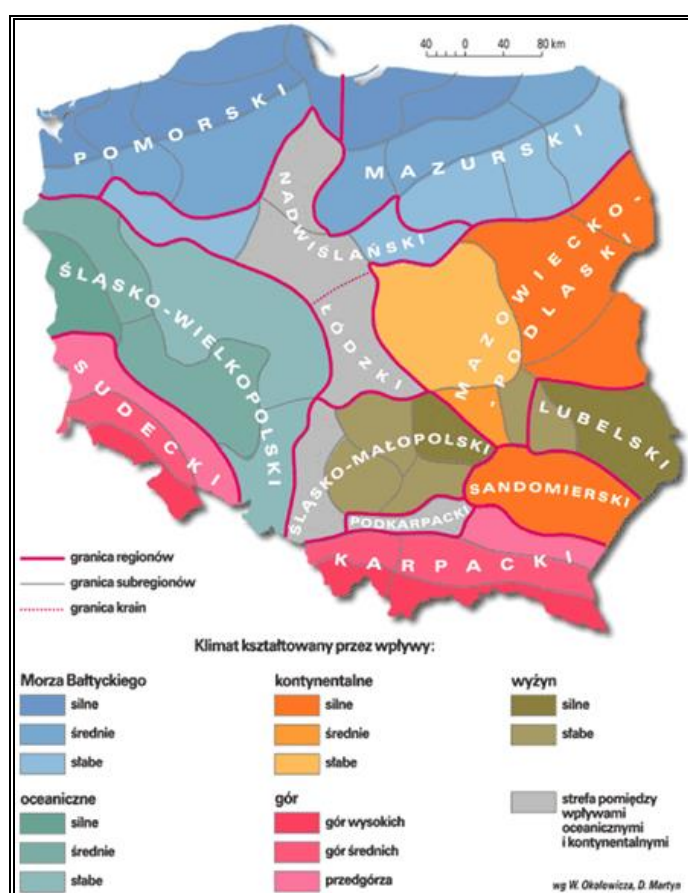 40 0 40 80 km
POMORSKI
MAZURSKI
NADWIŚLAŃSKI
MAZOWIECKO-
-PODLASKI
ŚLĄSKO-WIELKOPOLSKI
ŁÓDZKI
SUDECKI
LUBELSKI
ŚLĄSKO-MAŁOPOLSKI
SANDOMIERSKI
PODKARPACKI
KARPACKI
granica regionów
granica subregionów
granica krain
Klimat kształtowany przez wpływy:
Morza Bałtyckiego
silne
średnie
słabe
kontynentalne
silne
średnie
słabe
wyżyn
silne
słabe
oceaniczne
silne
średnie
słabe
gór
gór wysokich
gór średnich
przedgórza
strefa pomiędzy
wpływami
oceanicznymi
i kontynentalnymi
wg W. Okołowicza, D. Martyn